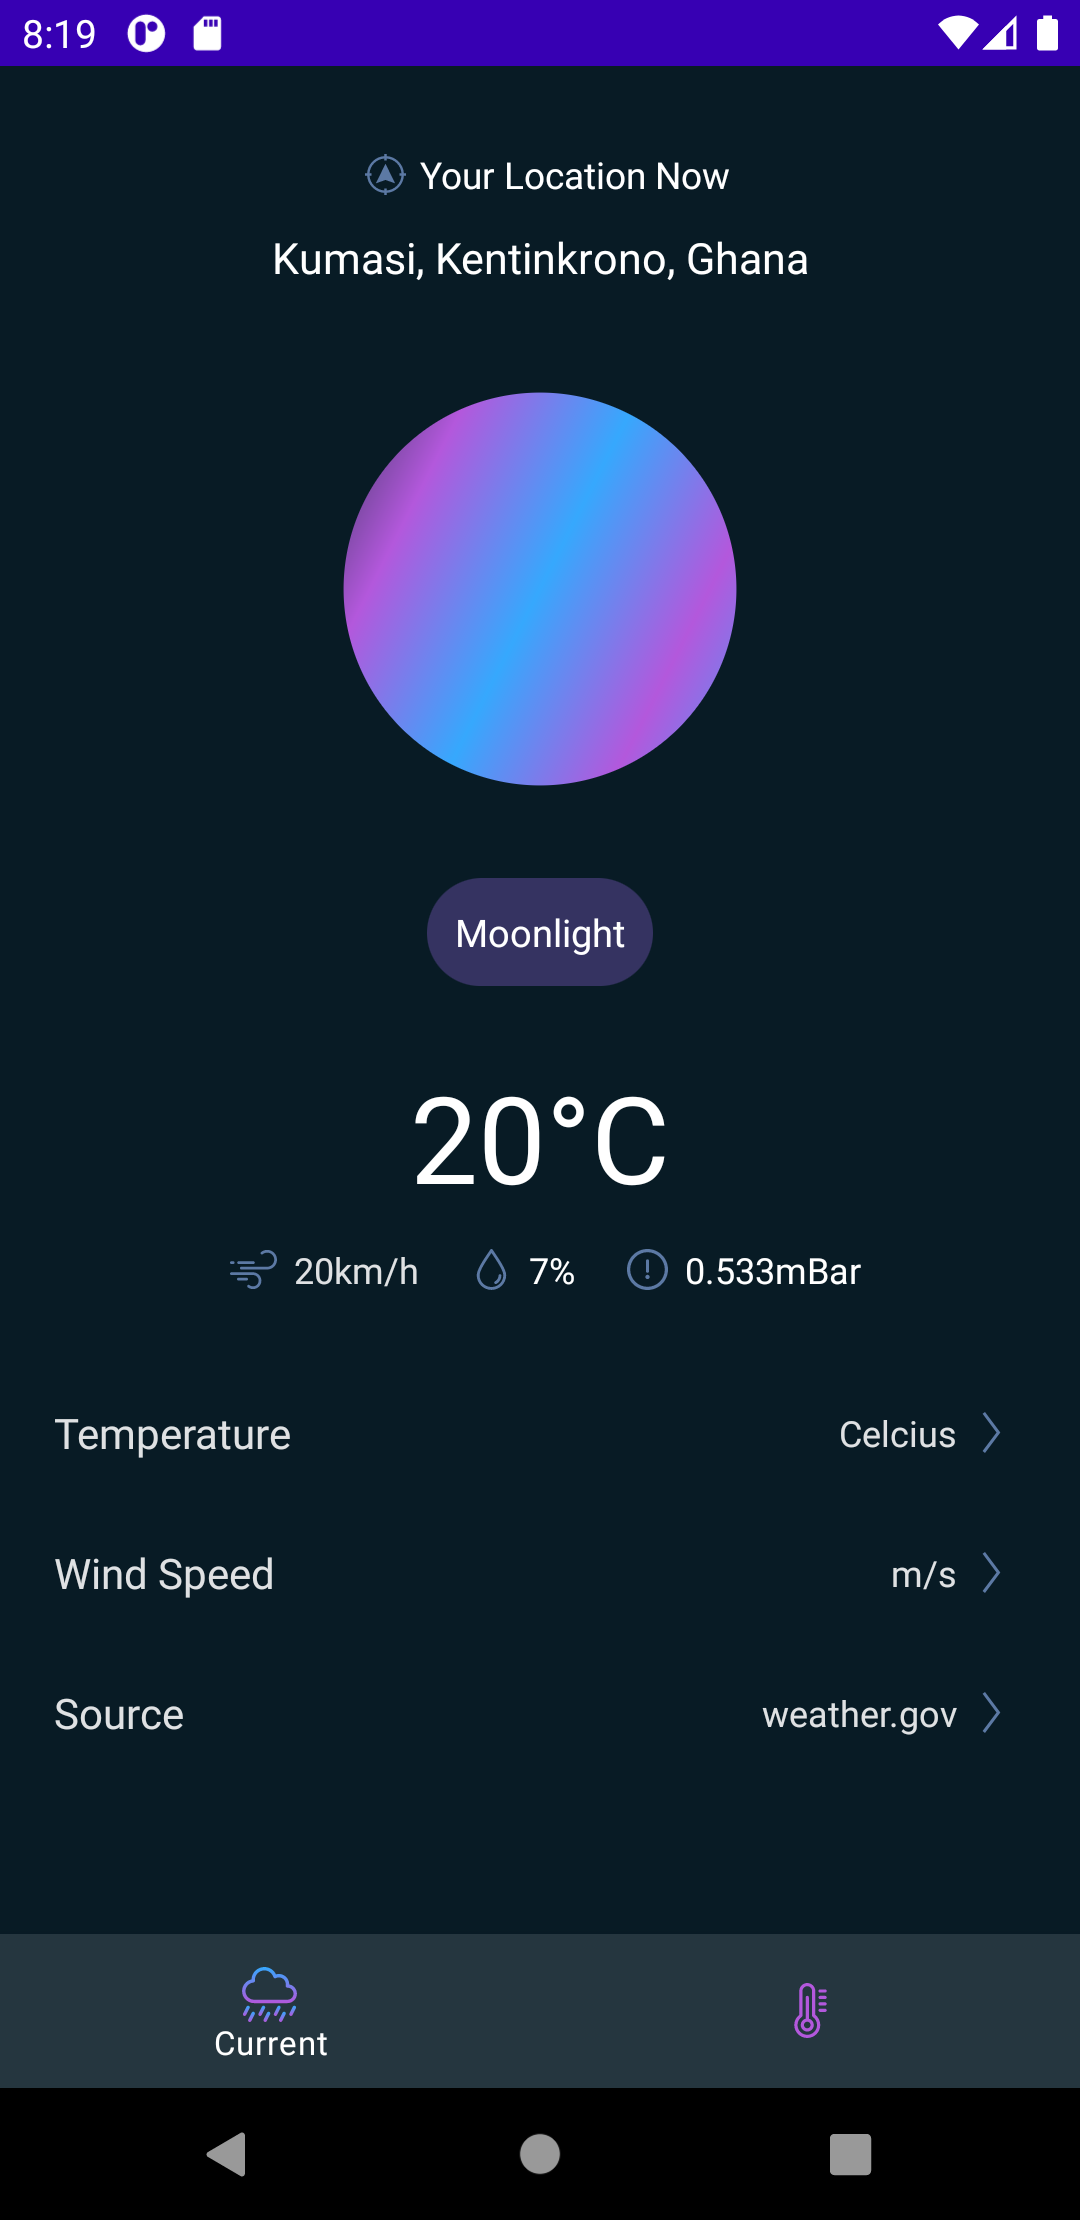 8:19
Your Location Now
Kumasi, Kentinkrono, Ghana
Moonlight
20°C
20km/h 7% 0.533mBar
Temperature Celcius
Wind Speed m/s
Source weather.gov
Current